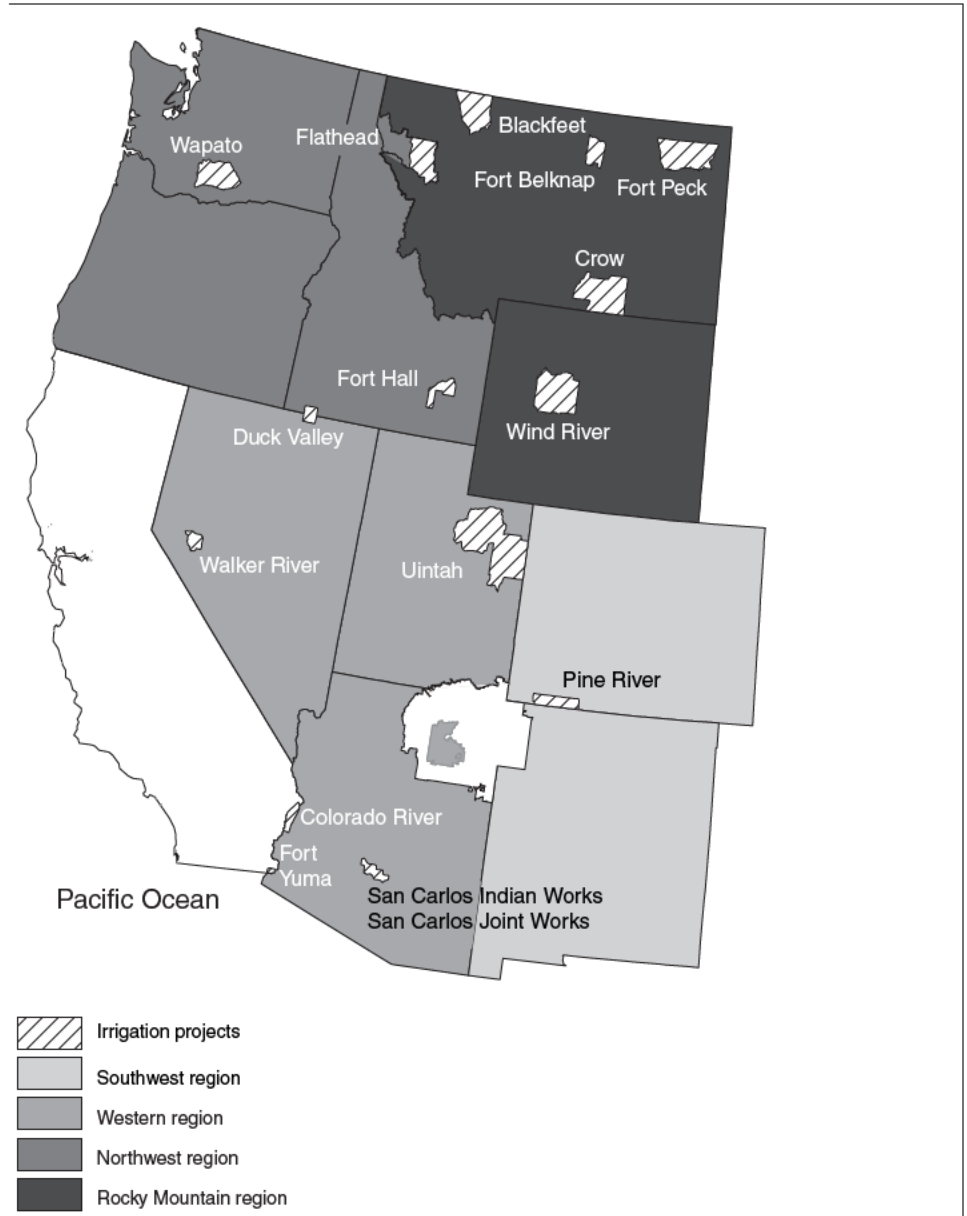 Wapato
Flathead
Blackfeet
Fort Belknap
Fort Peck
Crow
Fort Hall
Duck Valley
Wind River
Walker River
Uintah
Pine River
Colorado River
Fort
Yuma
Pacific Ocean
San Carlos Indian Works
San Carlos Joint Works
Irrigation projects
Southwest region
Western region
Northwest region
Rocky Mountain region